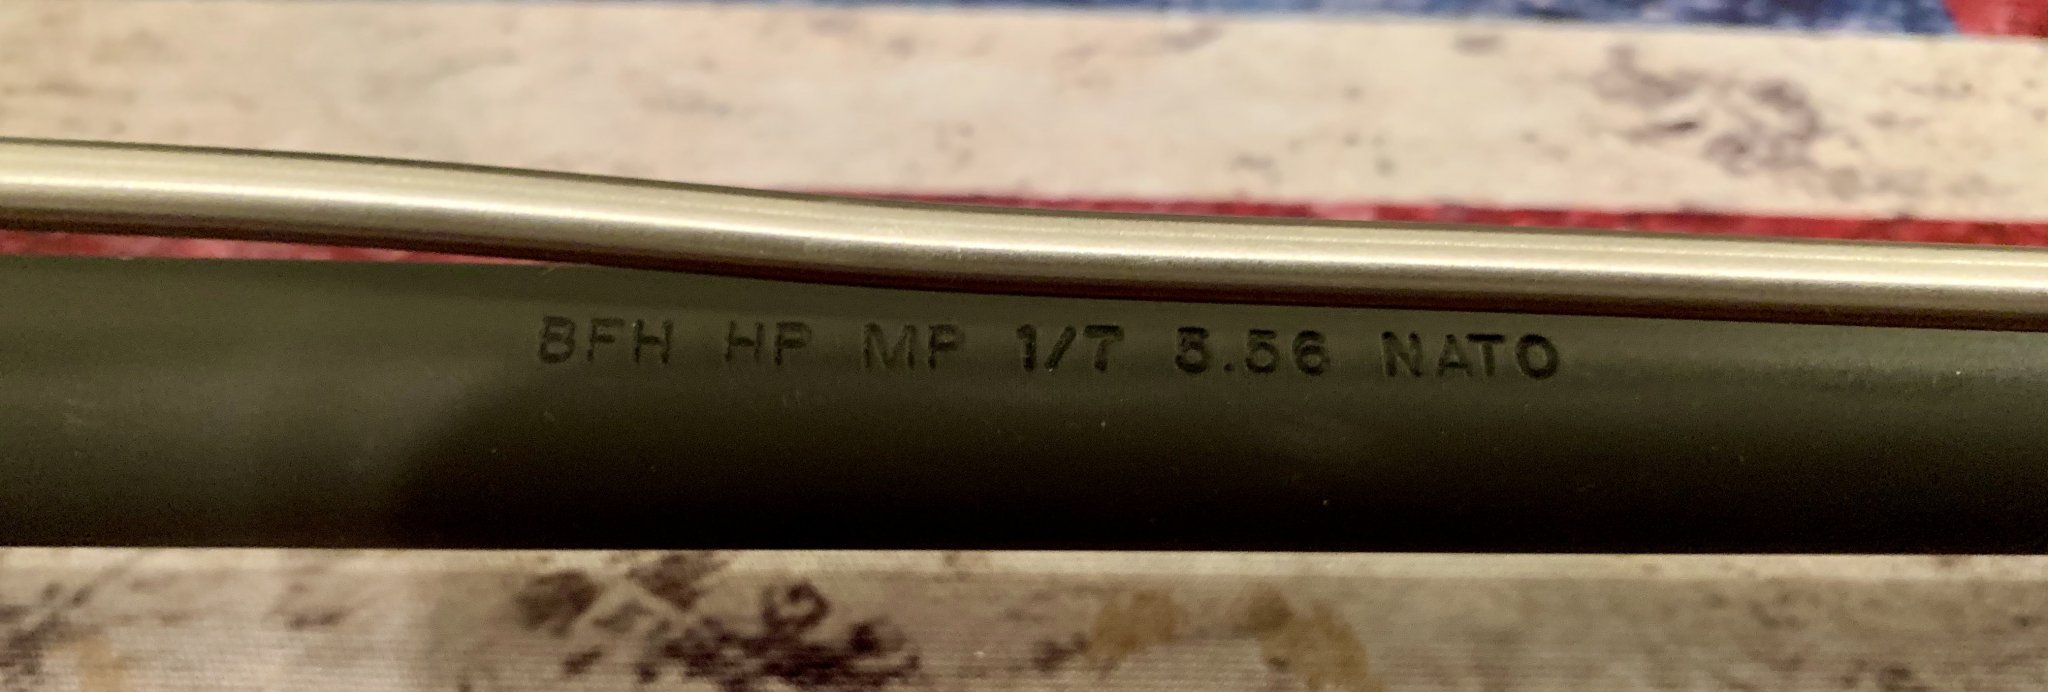 BFH HP MP 1/7 5.56 NATO